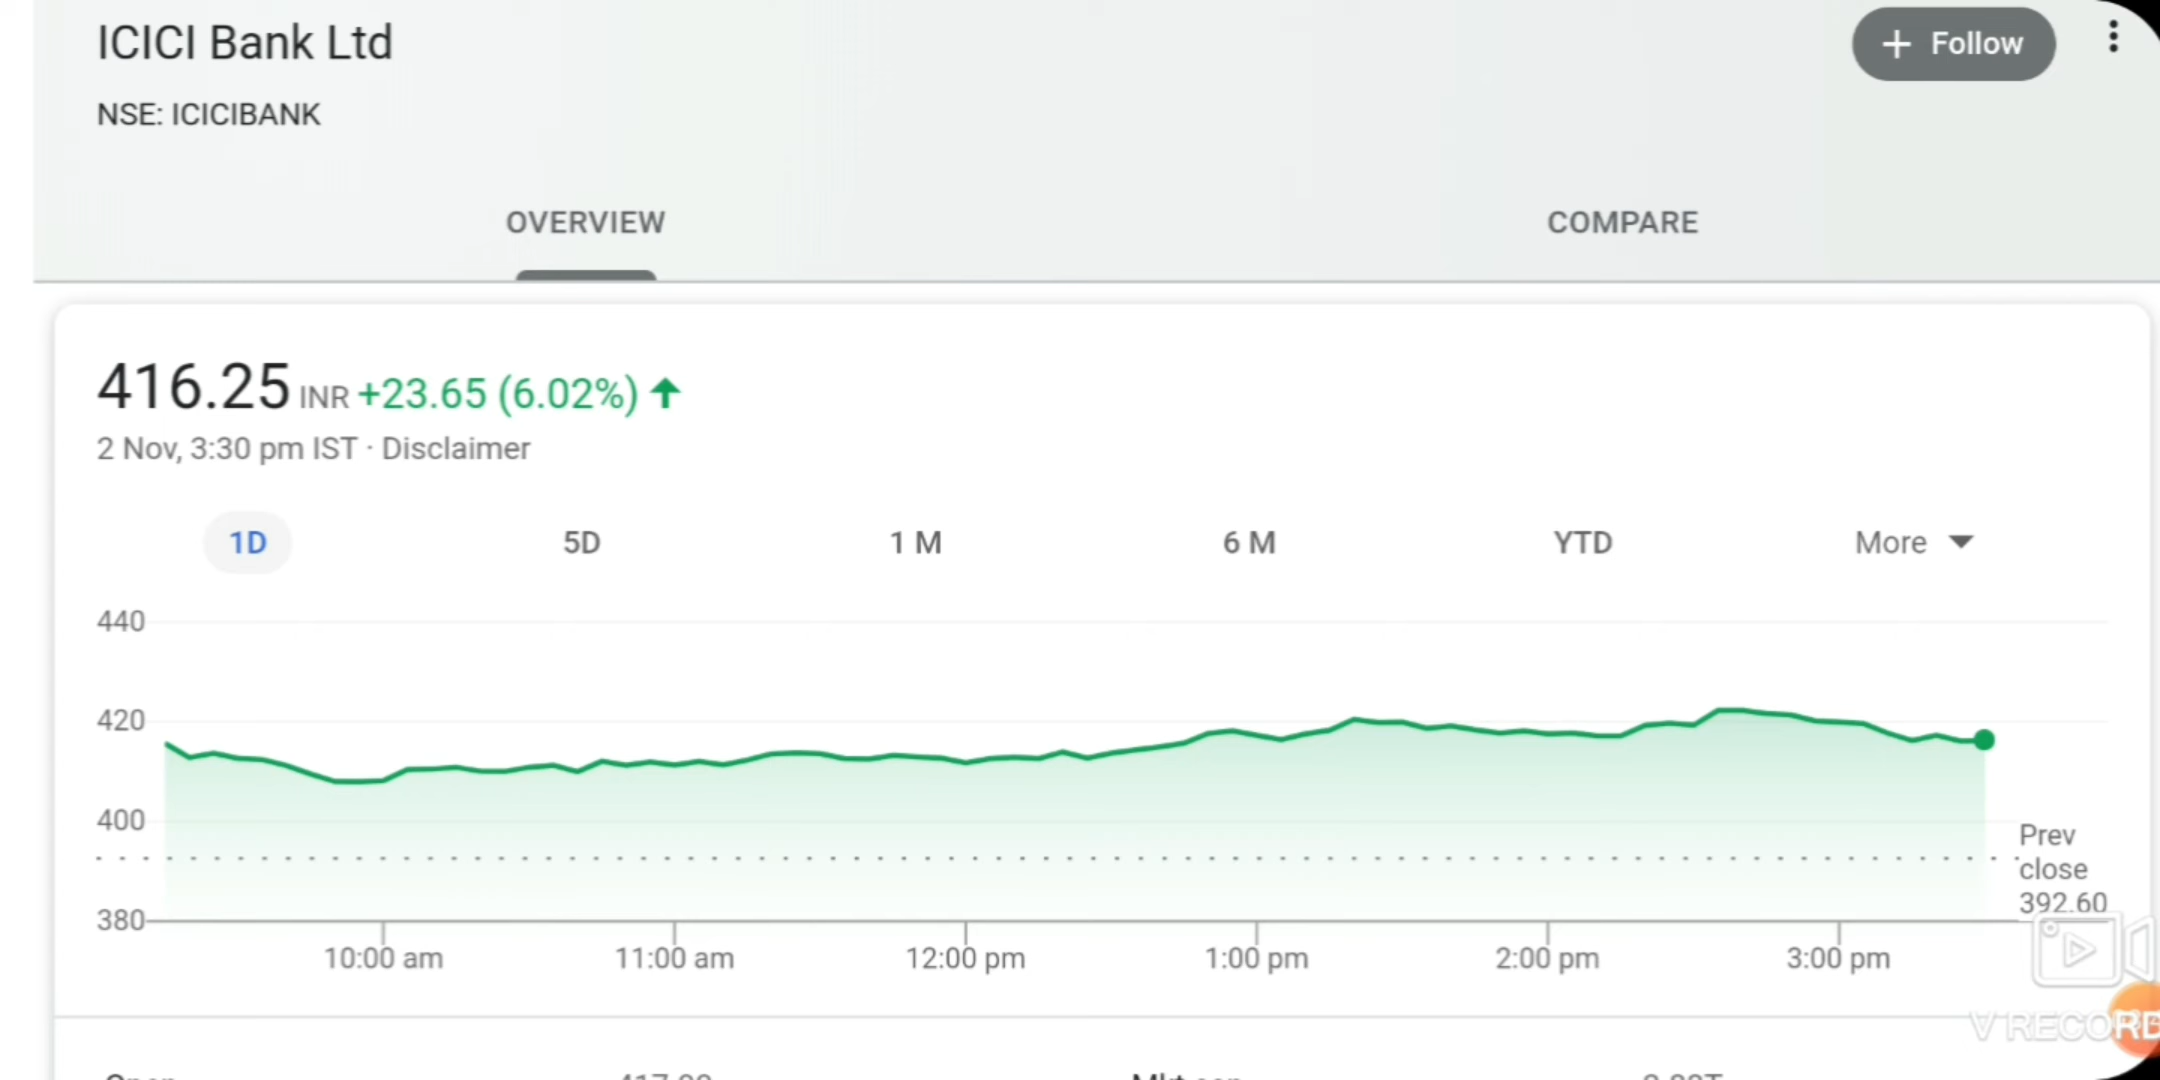 ICICI Bank Ltd
+ Follow
NSE: ICICIBANK
OVERVIEW
COMPARE
416.25 INR +23.65 (6.02%)
2 Nov, 3:30 pm IST · Disclaimer
1D 5D 1 M 6 M YTD More
440
420
400
Prev
close
392.60
380
10:00 am 11:00 am 12:00 pm 1:00 pm 2:00 pm 3:00 pm
V RECORD